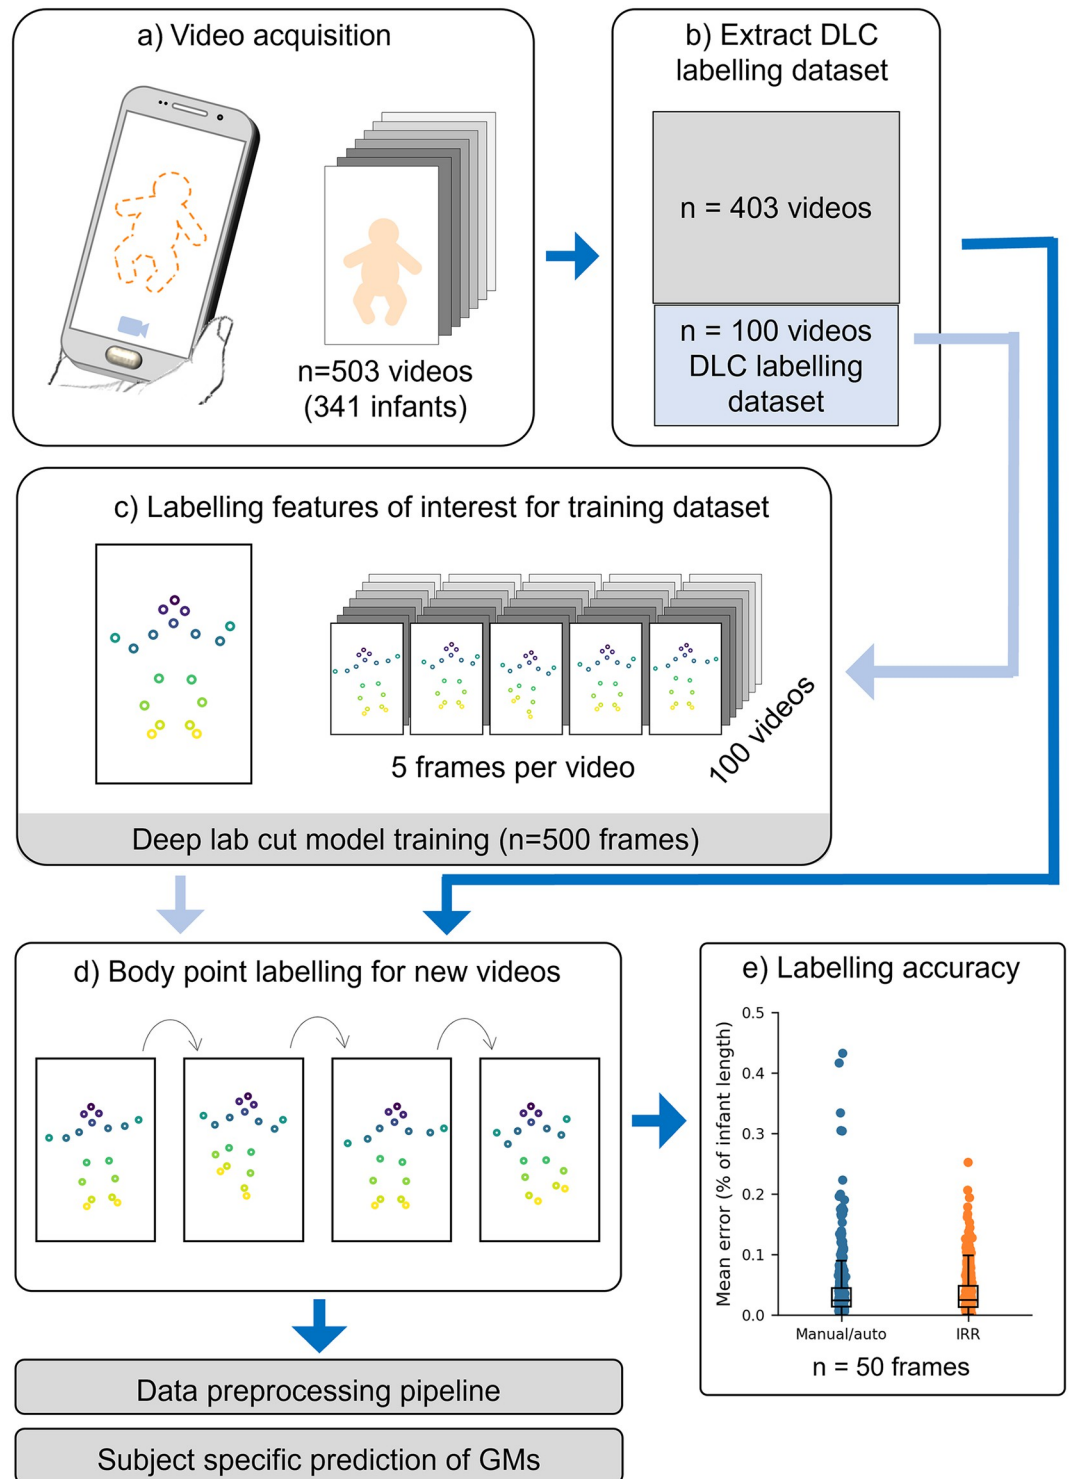 a) Video acquisition
n=503 videos
(341 infants)
b) Extract DLC
labelling dataset
n = 403 videos
n = 100 videos
DLC labelling
dataset
c) Labelling features of interest for training dataset
5 frames per video
100 videos
Deep lab cut model training (n=500 frames)
d) Body point labelling for new videos
e) Labelling accuracy
Mean error (% of infant length)
0.5
0.4
0.3
0.2
0.1
0.0
Manual/auto
IRR
n = 50 frames
Data preprocessing pipeline
Subject specific prediction of GMs